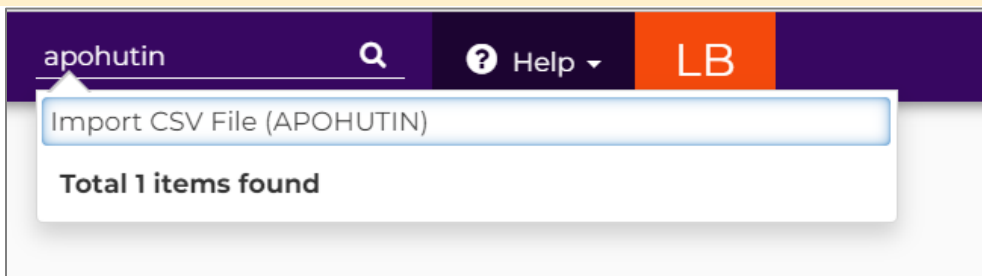 apohutin
? Help
LB
Import CSV File (APOHUTIN)
Total 1 items found